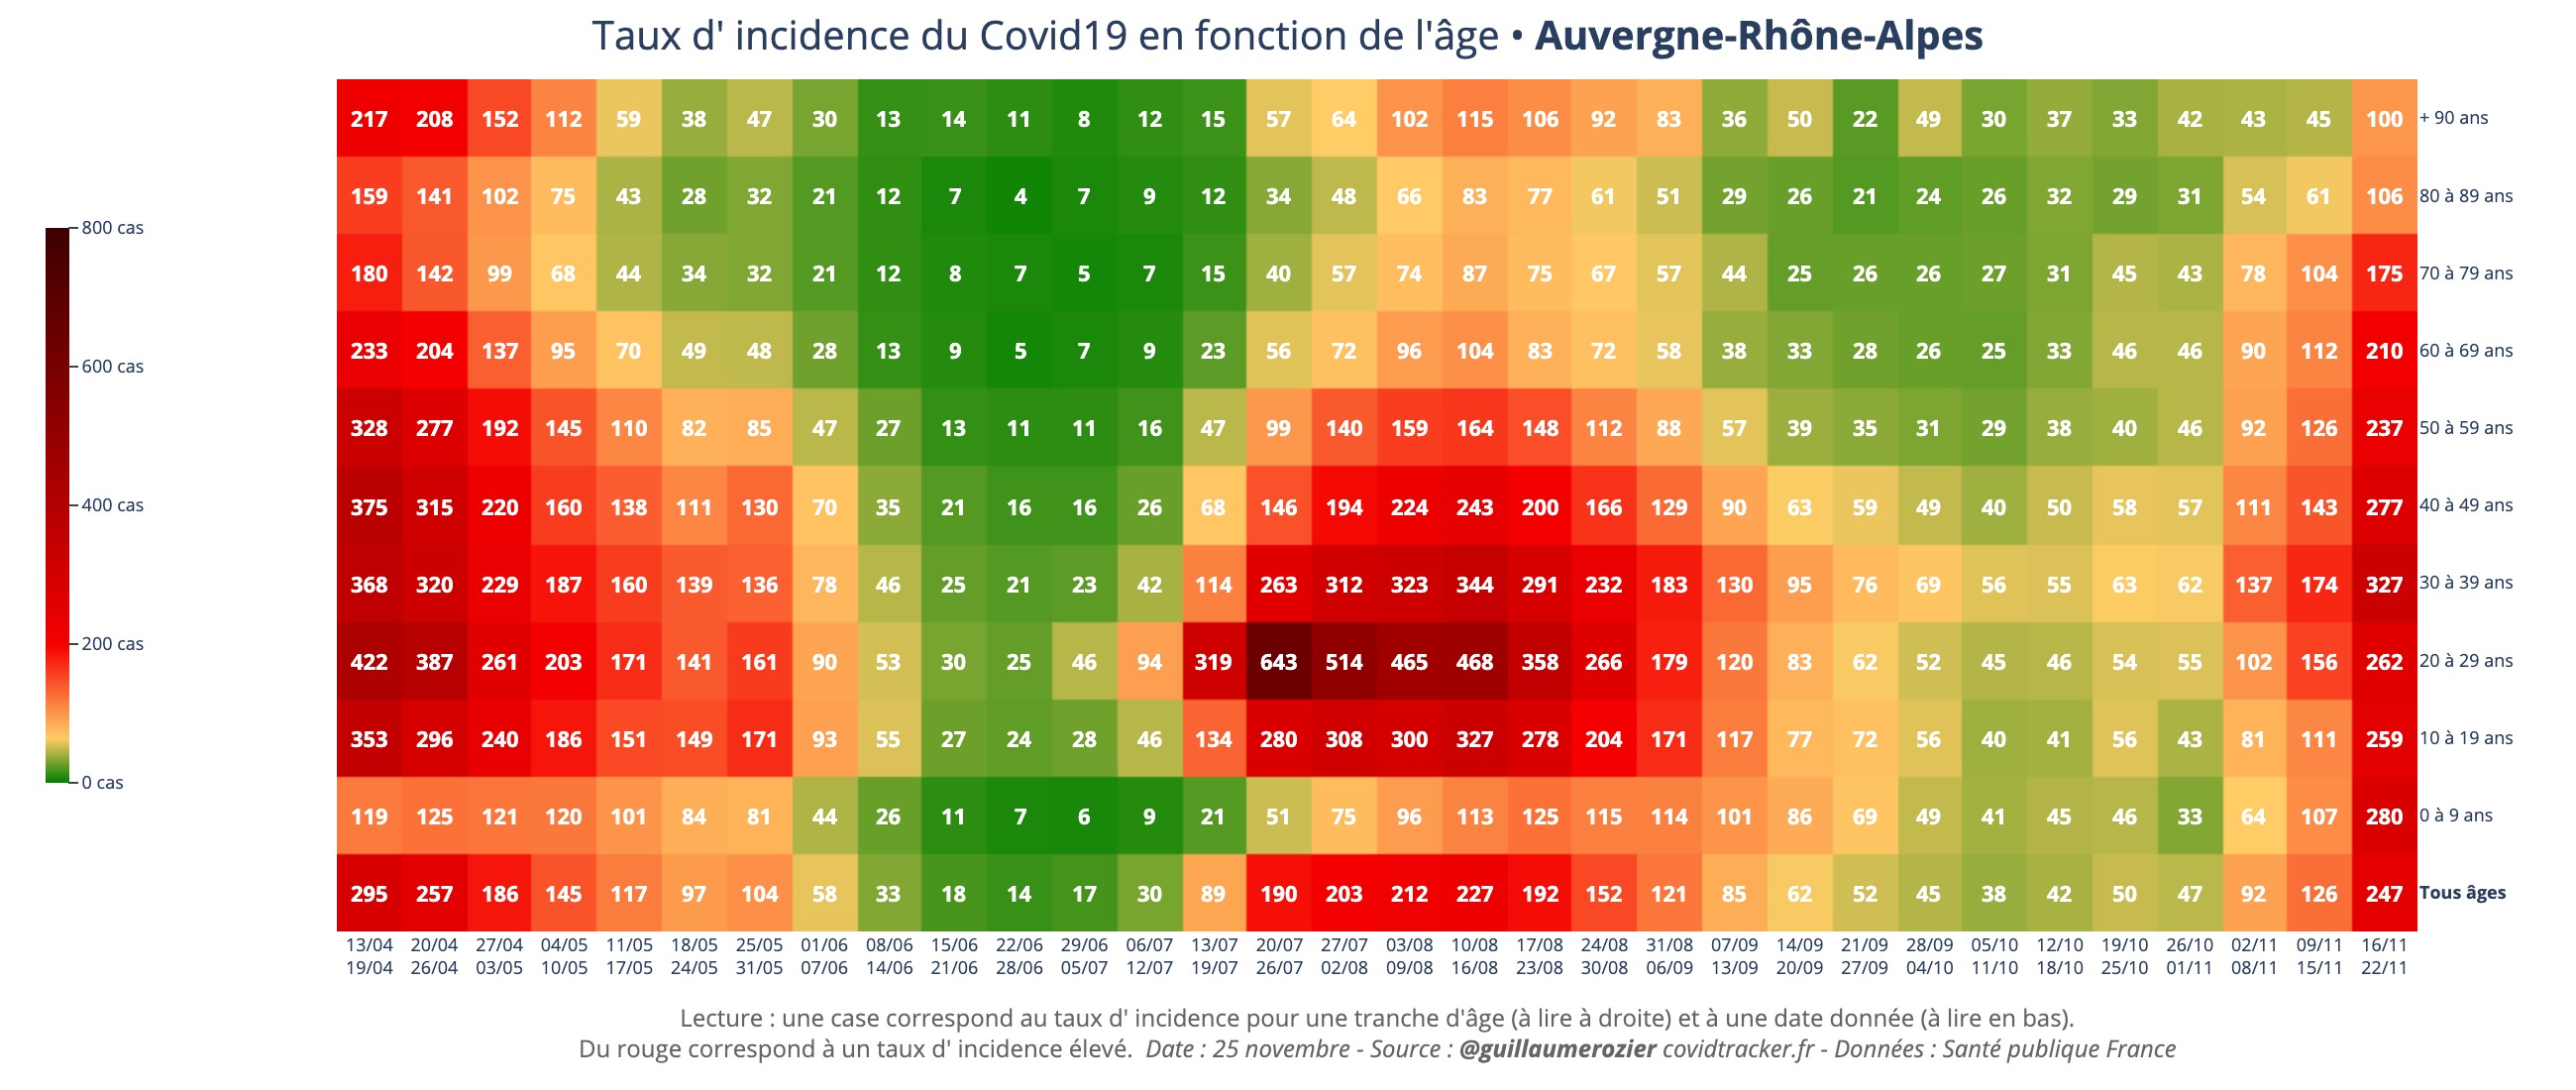 Taux d' incidence du Covid19 en fonction de l'âge • Auvergne-Rhône-Alpes
800 cas
600 cas
400 cas
200 cas
0 cas
217 208 152 112 59 38 47 30 13 14 11 8 12 15 57 64 102 115 106 92 83 36 50 22 49 30 37 33 42 43 45 100 + 90 ans
159 141 102 75 43 28 32 21 12 7 4 7 9 12 34 48 66 83 77 61 51 29 26 21 24 26 32 29 31 54 61 106 80 à 89 ans
180 142 99 68 44 34 32 21 12 8 7 5 7 15 40 57 74 87 75 67 57 44 25 26 26 27 31 45 43 78 104 175 70 à 79 ans
233 204 137 95 70 49 48 28 13 9 5 7 9 23 56 72 96 104 83 72 58 38 33 28 26 25 33 46 46 90 112 210 60 à 69 ans
328 277 192 145 110 82 85 47 27 13 11 11 16 47 99 140 159 164 148 112 88 57 39 35 31 29 38 40 46 92 126 237 50 à 59 ans
375 315 220 160 138 111 130 70 35 21 16 16 26 68 146 194 224 243 200 166 129 90 63 59 49 40 50 58 57 111 143 277 40 à 49 ans
368 320 229 187 160 139 136 78 46 25 21 23 42 114 263 312 323 344 291 232 183 130 95 76 69 56 55 63 62 137 174 327 30 à 39 ans
422 387 261 203 171 141 161 90 53 30 25 46 94 319 643 514 465 468 358 266 179 120 83 62 52 45 46 54 55 102 156 262 20 à 29 ans
353 296 240 186 151 149 171 93 55 27 24 28 46 134 280 308 300 327 278 204 171 117 77 72 56 40 41 56 43 81 111 259 10 à 19 ans
119 125 121 120 101 84 81 44 26 11 7 6 9 21 51 75 96 113 125 115 114 101 86 69 49 41 45 46 33 64 107 280 0 à 9 ans
295 257 186 145 117 97 104 58 33 18 14 17 30 89 190 203 212 227 192 152 121 85 62 52 45 38 42 50 47 92 126 247 Tous âges
13/04 20/04 27/04 04/05 11/05 18/05 25/05 01/06 08/06 15/06 22/06 29/06 06/07 13/07 20/07 27/07 03/08 10/08 17/08 24/08 31/08 07/09 14/09 21/09 28/09 05/10 12/10 19/10 26/10 02/11 09/11 16/11
19/04 26/04 03/05 10/05 17/05 24/05 31/05 07/06 14/06 21/06 28/06 05/07 12/07 19/07 26/07 02/08 09/08 16/08 23/08 30/08 06/09 13/09 20/09 27/09 04/10 11/10 18/10 25/10 01/11 08/11 15/11 22/11
Lecture : une case correspond au taux d' incidence pour une tranche d'âge (à lire à droite) et à une date donnée (à lire en bas).
Du rouge correspond à un taux d' incidence élevé. Date : 25 novembre - Source : @guillaumerozier covidtracker.fr - Données : Santé publique France